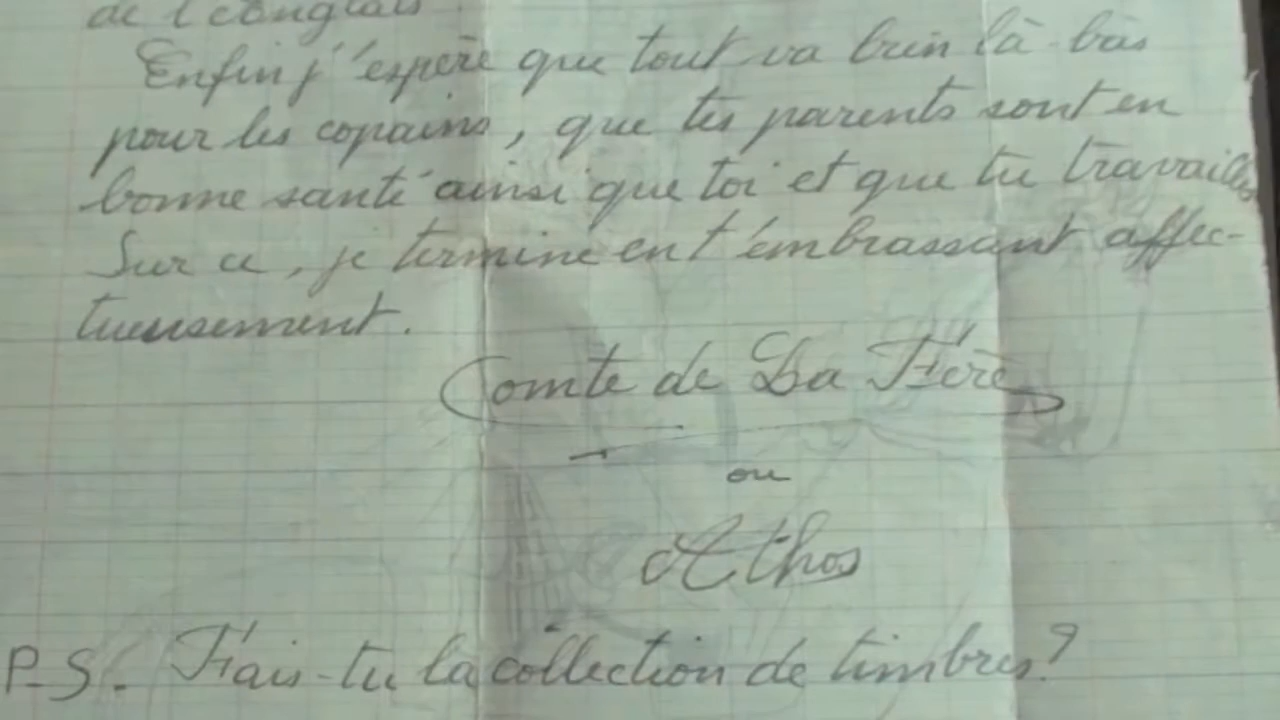 de l'anglais
Enfin j'espère que tout va bien là-bas
pour les copains, que tes parents sont en
bonne santé ainsi que toi et que tu travailles
Sur ce, je termine en t'embrassant affec-
tueusement.
Comte de La Fère
ou
Athos
P-S. Fais-tu la collection de timbres?